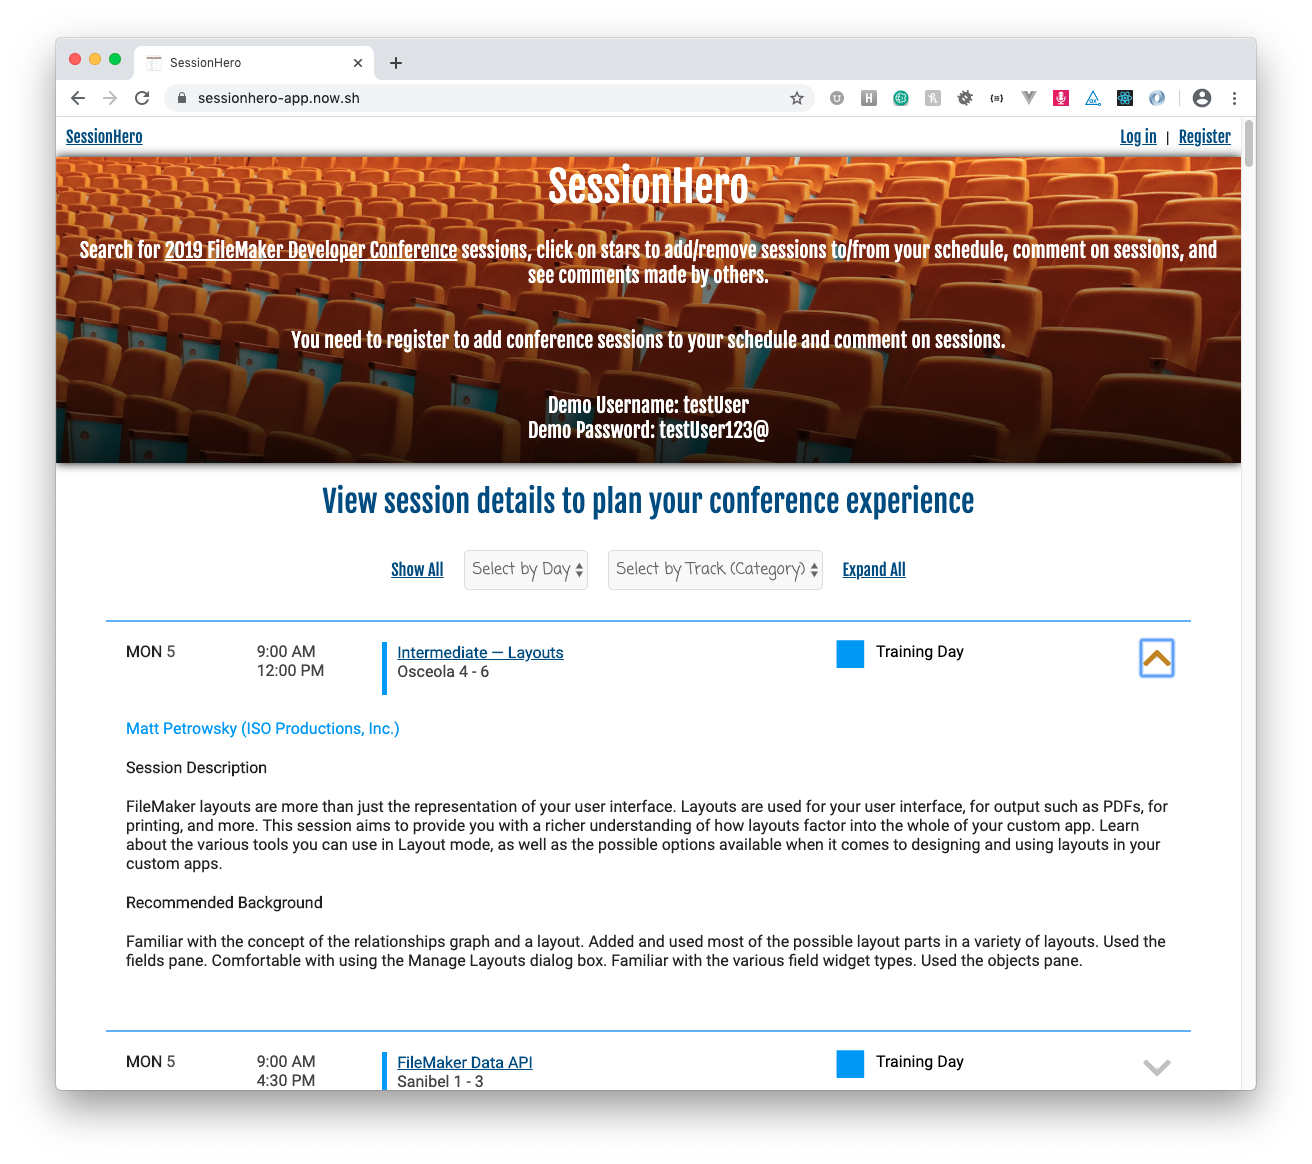 SessionHero
sessionhero-app.now.sh
SessionHero
Log in | Register
SessionHero
Search for 2019 FileMaker Developer Conference sessions, click on stars to add/remove sessions to/from your schedule, comment on sessions, and
see comments made by others.
You need to register to add conference sessions to your schedule and comment on sessions.
Demo Username: testUser
Demo Password: testUser123@
View session details to plan your conference experience
Show All Select by Day Select by Track (Category) Expand All
MON 5 9:00 AM Intermediate — Layouts Training Day
12:00 PM Osceola 4 - 6
Matt Petrowsky (ISO Productions, Inc.)
Session Description
FileMaker layouts are more than just the representation of your user interface. Layouts are used for your user interface, for output such as PDFs, for
printing, and more. This session aims to provide you with a richer understanding of how layouts factor into the whole of your custom app. Learn
about the various tools you can use in Layout mode, as well as the possible options available when it comes to designing and using layouts in your
custom apps.
Recommended Background
Familiar with the concept of the relationships graph and a layout. Added and used most of the possible layout parts in a variety of layouts. Used the
fields pane. Comfortable with using the Manage Layouts dialog box. Familiar with the various field widget types. Used the objects pane.
MON 5 9:00 AM FileMaker Data API Training Day
4:30 PM Sanibel 1 - 3